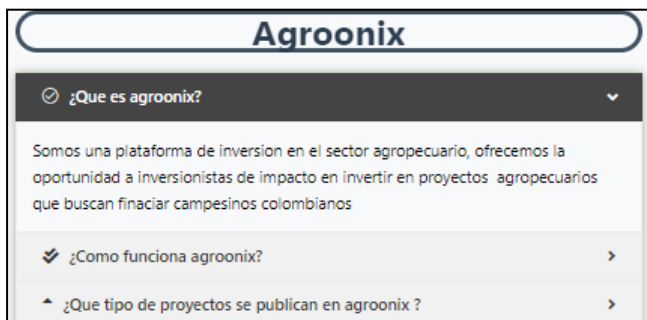 Agroonix
¿Que es agroonix?
Somos una plataforma de inversion en el sector agropecuario, ofrecemos la
oportunidad a inversionistas de impacto en invertir en proyectos agropecuarios
que buscan finaciar campesinos colombianos
¿Como funciona agroonix?
¿Que tipo de proyectos se publican en agroonix ?